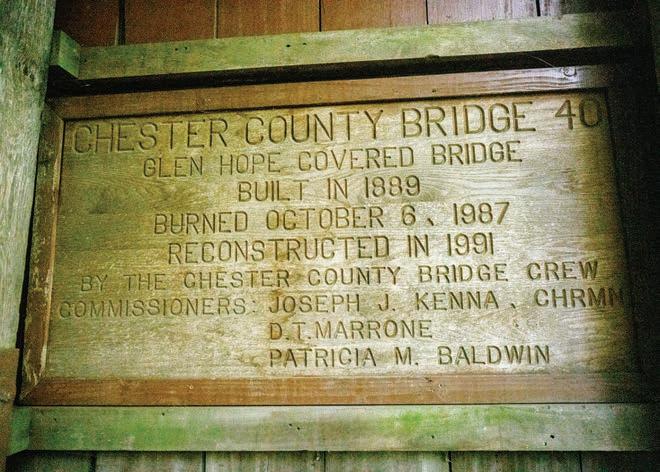 CHESTER COUNTY BRIDGE 40
GLEN HOPE COVERED BRIDGE
BUILT IN 1889
BURNED OCTOBER 6, 1987
RECONSTRUCTED IN 1991
BY THE CHESTER COUNTY BRIDGE CREW
COMMISSIONERS: JOSEPH J. KENNA, CHRMN
D.T.MARRONE
PATRICIA M. BALDWIN